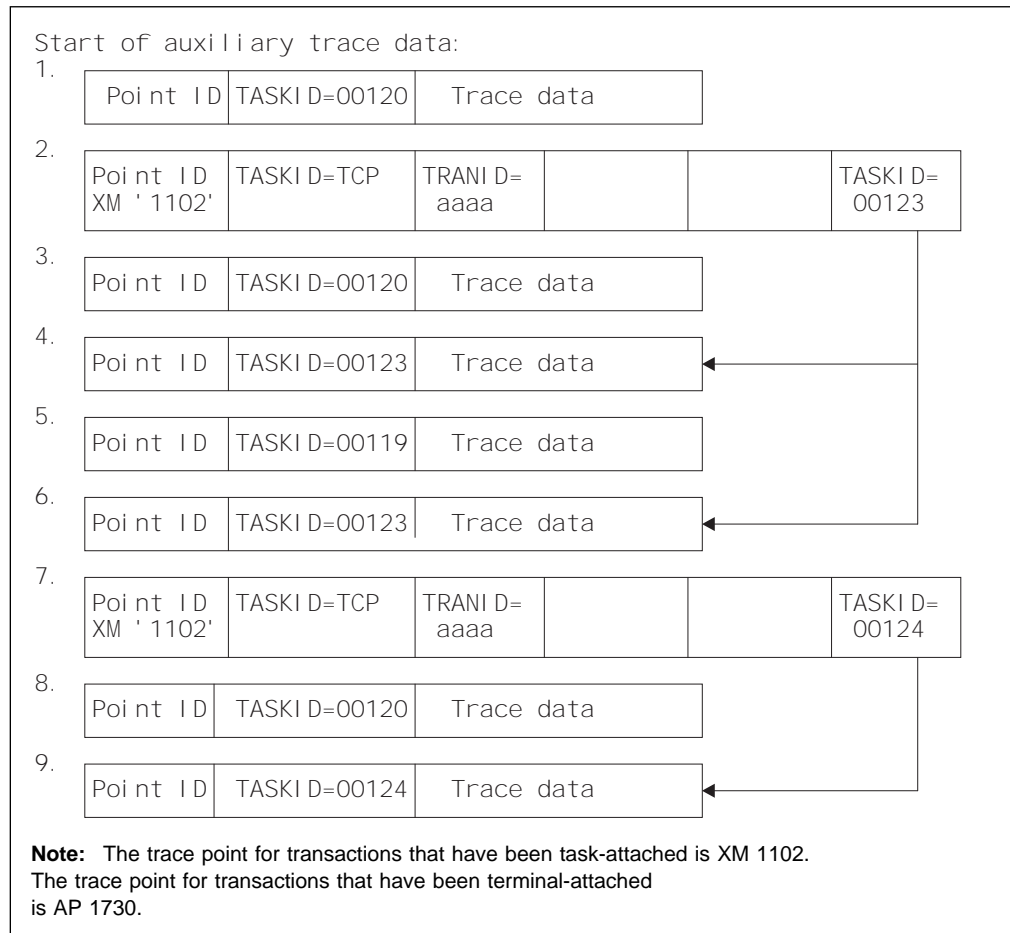 Start of auxiliary trace data:
1.
Point ID TASKID=00120 Trace data
2.
Point ID TASKID=TCP TRANID= TASKID=
XM '1102' aaaa 00123
3.
Point ID TASKID=00120 Trace data
4.
Point ID TASKID=00123 Trace data
5.
Point ID TASKID=00119 Trace data
6.
Point ID TASKID=00123 Trace data
7.
Point ID TASKID=TCP TRANID= TASKID=
XM '1102' aaaa 00124
8.
Point ID TASKID=00120 Trace data
9.
Point ID TASKID=00124 Trace data
Note: The trace point for transactions that have been task-attached is XM 1102.
The trace point for transactions that have been terminal-attached
is AP 1730.